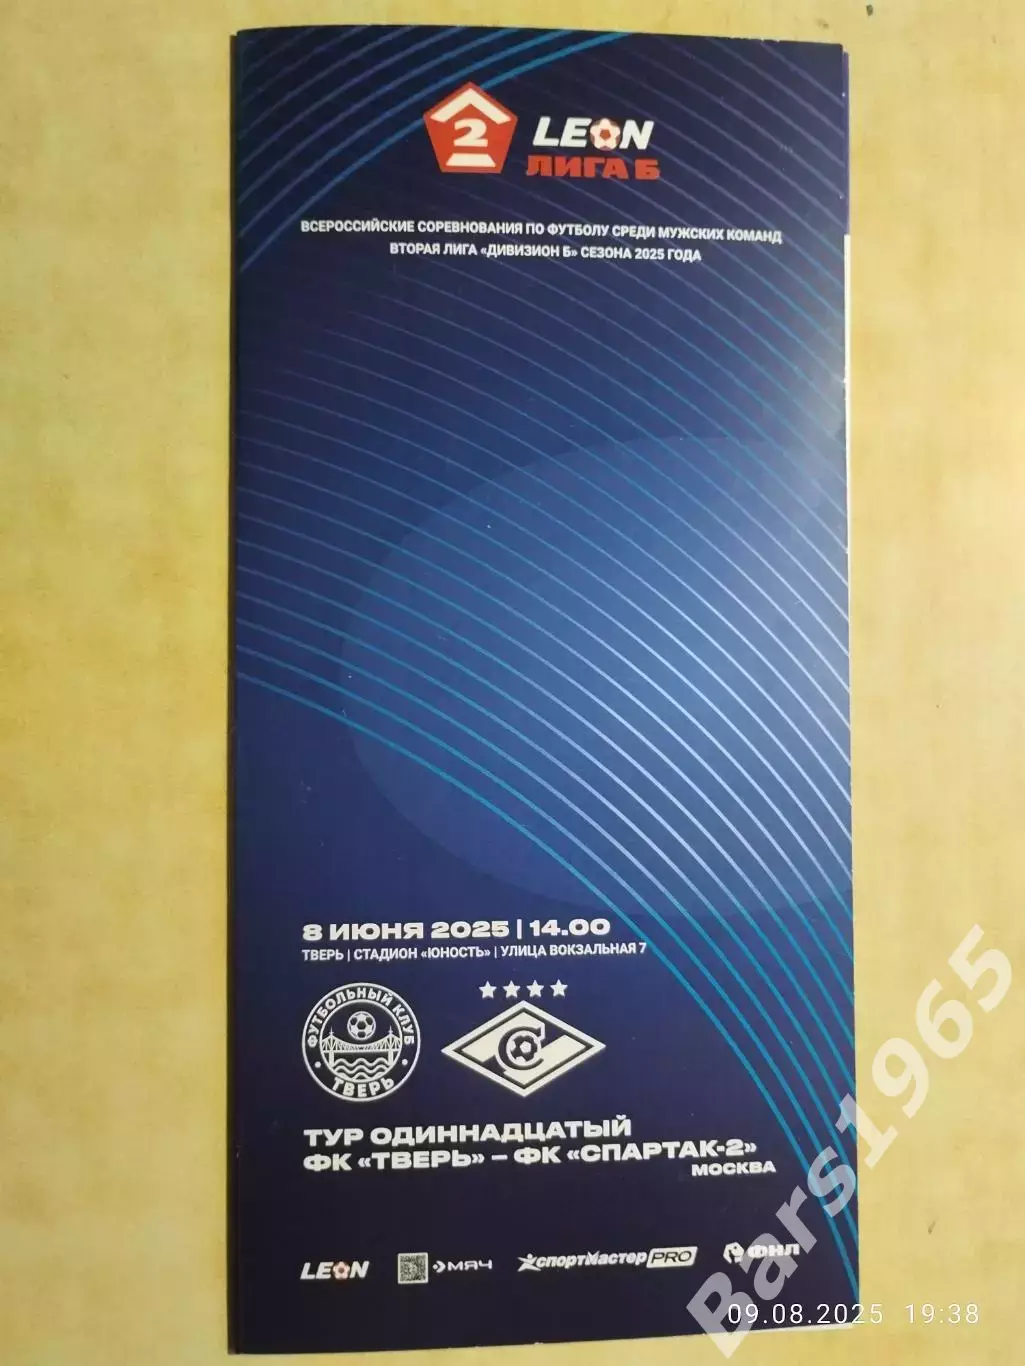 2
LEON
ЛИГА Б
ВСЕРОССИЙСКИЕ СОРЕВНОВАНИЯ ПО ФУТБОЛУ СРЕДИ МУЖСКИХ КОМАНД
ВТОРАЯ ЛИГА «ДИВИЗИОН Б» СЕЗОНА 2025 ГОДА
8 ИЮНЯ 2025 | 14.00
ТВЕРЬ | СТАДИОН «ЮНОСТЬ» | УЛИЦА ВОКЗАЛЬНАЯ 7
ФУТБОЛЬНЫЙ КЛУБ
ТВЕРЬ
С
ТУР ОДИННАДЦАТЫЙ
ФК «ТВЕРЬ» – ФК «СПАРТАК-2»
МОСКВА
LEON
МЯЧ
СПОРТМАСТЕР PRO
ФНЛ
Bars1965
09.08.2025 19:38